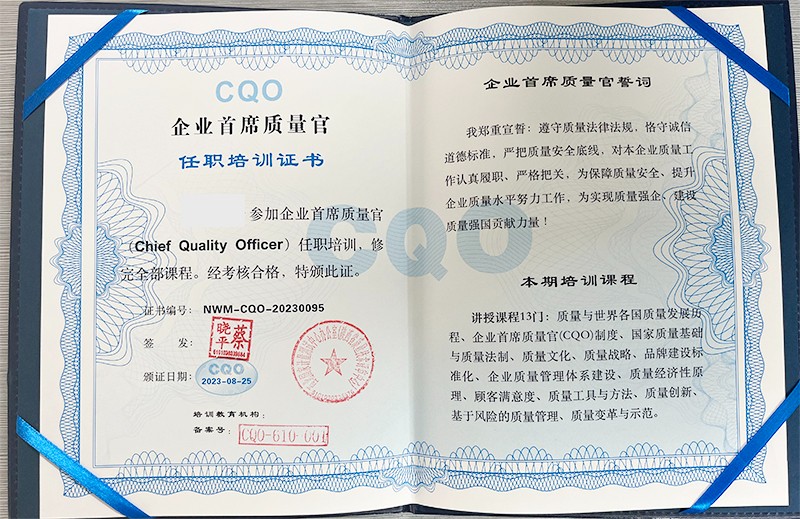 CQO
企业首席质量官
任职培训证书
参加企业首席质量官
（Chief Quality Officer）任职培训，修
完全部课程。经考核合格，特颁此证。
证书编号： NWM-CQO-20230095
签 发：
蔡晓平
颁证日期：
CQO
2023-08-25
培训教育机构：
备案号： CQO-610-001
企业首席质量官誓词
我郑重宣誓：遵守质量法律法规，恪守诚信
道德标准，严把质量安全底线，对本企业质量工
作认真履职、严格把关，为保障质量安全、提升
企业质量水平努力工作，为实现质量强企、建设
质量强国贡献力量！
CQO
本期培训课程
讲授课程13门：质量与世界各国质量发展历
程、企业首席质量官(CQO)制度、国家质量基础
与质量法制、质量文化、质量战略、品牌建设标
准化、企业质量管理体系建设、质量经济性原
理、顾客满意度、质量工具与方法、质量创新、
基于风险的质量管理、质量变革与示范。